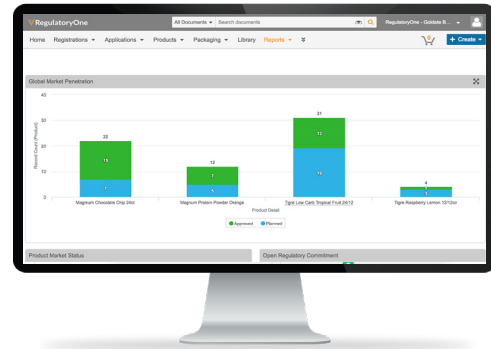 RegulatoryOne
All Documents Search documents
RegulatoryOne - Goldate B...
Home Registrations Applications Products Packaging Library Reports
+ Create
Global Market Penetration
40
30
20
10
0
Record Count (Product)
22
15
7
12
7
5
31
12
19
4
Magnum Chocolate Chip 24ct
Magnum Protein Powder Orange
Tigre Low Carb Tropical Fruit 24/12
Tigre Raspberry Lemon 12/12oz
Product Detail
Approved Planned
Product Market Status
Open Regulatory Commitment